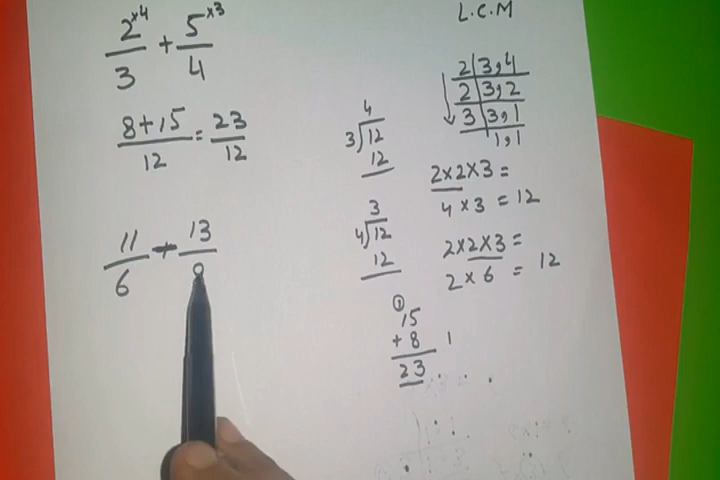 2^×4/3 + 5^×3/4
8+15/12 = 23/12
11/6 + 13/
L.C.M
2|3,4
2|3,2
3|3,1
1,1
2×2×3 =
4×3 = 12
2×2×3 =
2×6 = 12
4
3)12
12
3
4)12
12
1
15
+8
23